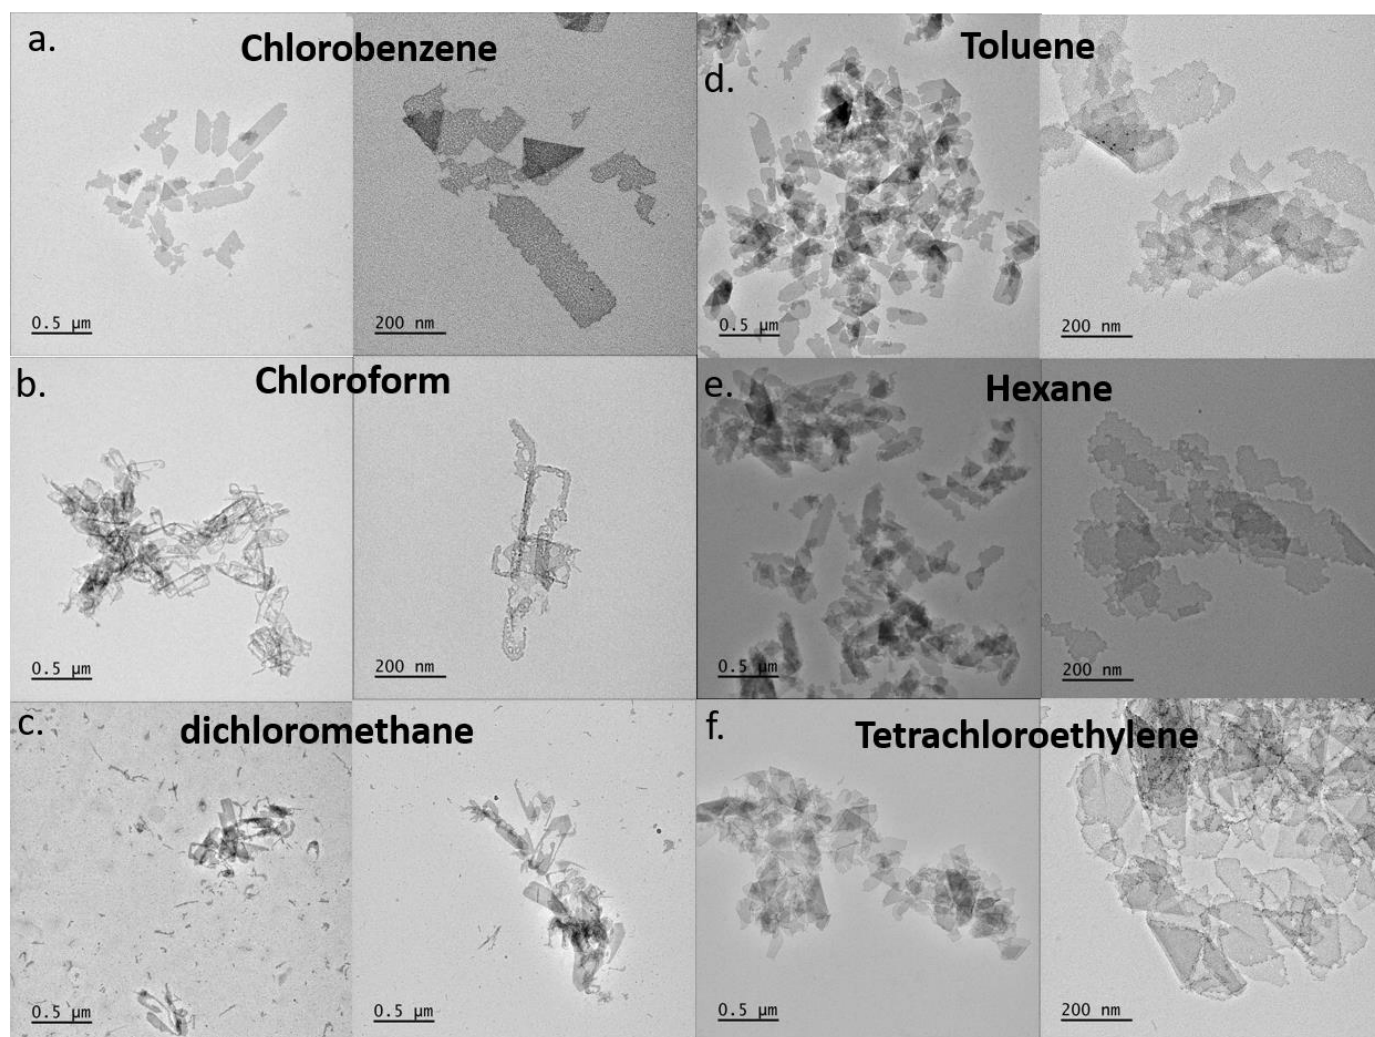 a.
Chlorobenzene
0.5 µm
200 nm
b.
Chloroform
0.5 µm
200 nm
c.
dichloromethane
0.5 µm
0.5 µm
d.
Toluene
0.5 µm
200 nm
e.
Hexane
0.5 µm
200 nm
f.
Tetrachloroethylene
0.5 µm
200 nm